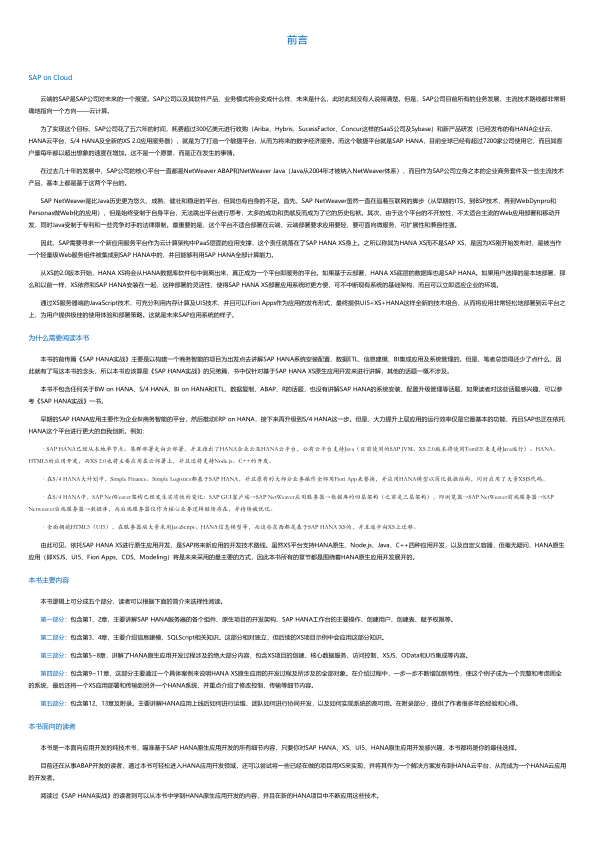 前言
SAP on Cloud
云端的SAP是SAP公司对未来的一个展望。SAP公司以及其软件产品、业务模式将会变成什么样，未来是什么，此时此刻没有人说得清楚。但是，SAP公司目前所有的业务发展、主流技术路线都非常明
确地指向一个方向——云计算。
为了实现这个目标，SAP公司花了五六年的时间，耗费超过300亿美元进行收购（Ariba、Hybris、SucessFactor、Concur这样的SaaS公司及Sybase）和新产品研发（已经发布的有HANA企业云、
HANA云平台、S/4 HANA及全新的XS 2.0应用服务器），就是为了打造一个敏捷平台，从而为将来的数字经济服务。而这个敏捷平台就是SAP HANA，目前全球已经有超过7200家公司使用它，而且其客
户量每年都以超出想象的速度在增加。这不是一个愿景，而是正在发生的事情。
在过去几十年的发展中，SAP公司的核心平台一直都是NetWeaver ABAP和NetWeaver Java（Java从2004年才被纳入NetWeaver体系），而且作为SAP公司立身之本的企业商务套件及一些主流技术
产品，基本上都是基于这两个平台的。
SAP NetWeaver是比Java历史更为悠久、成熟、健壮和稳定的平台，但其也有自身的不足。首先，SAP NetWeaver虽然一直在追着互联网的脚步（从早期的ITS，到BSP技术，再到WebDynpro和
Personas做Web化的应用），但是始终受制于自身平台，无法跳出平台进行思考，太多的成功和贡献反而成为了它的历史包袱。其次，由于这个平台的不开放性，不太适合主流的Web应用部署和移动开
发，同时Java受制于专利和一些竞争对手的法律限制。最重要的是，这个平台不适合部署在云端，云端部署要求应用要轻，要可面向微服务，可扩展性和兼容性强。
因此，SAP需要寻求一个新应用服务平台作为云计算架构中PaaS层面的应用支撑，这个责任就落在了SAP HANA XS身上。之所以称其为HANA XS而不是SAP XS，是因为XS刚开始发布时，是被当作
一个轻量级Web服务组件被集成到SAP HANA中的，并且能够利用SAP HANA全部计算能力。
从XS的2.0版本开始，HANA XS将会从HANA数据库软件包中剥离出来，真正成为一个平台即服务的平台。如果基于云部署，HANA XS底层的数据库也是SAP HANA。如果用户选择的是本地部署，那
么和以前一样，XS依然和SAP HANA安装在一起，这种部署的灵活性，使得SAP HANA XS部署应用系统时更方便，可不中断现有系统的基础架构，而且可以立即适应企业的环境。
通过XS服务器端的JavaScript技术，可充分利用内存计算及UI5技术，并且可以Fiori Apps作为应用的发布形式，最终提供UI5+XS+HANA这样全新的技术组合，从而将应用非常轻松地部署到云平台之
上，为用户提供极佳的使用体验和部署策略。这就是未来SAP应用系统的样子。
为什么需要阅读本书
本书的前传篇《SAP HANA实战》主要是以构建一个商务智能的项目为出发点去讲解SAP HANA系统安装配置、数据ETL、信息建模、BI集成应用及系统管理的。但是，笔者总觉得还少了点什么，因
此就有了写这本书的念头，所以本书应该算是《SAP HANA实战》的兄弟篇，书中仅针对基于SAP HANA XS原生应用开发来进行讲解，其他的话题一概不涉及。
本书不包含任何关于BW on HANA、S/4 HANA、BI on HANA和ETL、数据复制、ABAP、R的话题，也没有讲解SAP HANA的系统安装、配置升级管理等话题，如果读者对这些话题感兴趣，可以参
考《SAP HANA实战》一书。
早期的SAP HANA应用主要作为企业BI商务智能的平台，然后推动ERP on HANA，接下来再升级到S/4 HANA这一步。但是，大力提升上层应用的运行效率仅是它最基本的功能，而且SAP也正在依托
HANA这个平台进行更大的自我创新。例如：
· SAP HANA已经从本地单节点、集群部署走向云部署，并且推出了HANA企业云及HANA云平台。公有云平台支持Java（目前使用的SAP JVM，XS 2.0版本将使用TomEE来支持Java运行）、HANA、
HTML5的应用开发，而XS 2.0也将主要应用在云部署上，并且还将支持Node.js、C++的开发。
· 在S/4 HANA大计划中，Simple Finance、Simple Logistics都基于SAP HANA，并且原有的大部分业务操作全部用Fiori App来替换，并应用HANA模型以简化数据结构，同时应用了大量XSJS代码。
· 在S/4 HANA中，SAP NetWeaver架构已经发生实质性的变化：SAP GUI客户端→SAP NetWeaver应用服务器→数据库的四层架构（之前是三层架构），即浏览器→SAP NetWeaver前端服务器→SAP
Netweaver后端服务器→数据库，而后端服务器仅作为核心业务逻辑链接存在，并持续被优化。
· 全面拥抱HTML5（UI5），在服务器端大量采用JavaScript、HANA信息模型等，而这些东西都是基于SAP HANA XS的，并且逐步向XS上迁移。
由此可见，依托SAP HANA XS进行原生应用开发，是SAP将来新应用的开发技术路线。虽然XS平台支持HANA原生、Node.js、Java、C++四种应用开发，以及自定义容器，但毫无疑问，HANA原生
应用（即XSJS、UI5、Fiori Apps、CDS、Modeling）将是未来采用的最主要的方式，因此本书所有的章节都是围绕着HANA原生应用开发展开的。
本书主要内容
本书逻辑上可分成五个部分，读者可以根据下面的简介来选择性阅读。
第一部分：包含第1、2章，主要讲解SAP HANA服务器的各个组件、原生项目的开发架构、SAP HANA工作台的主要操作、创建用户、创建表、赋予权限等。
第二部分：包含第3、4章，主要介绍信息建模、SQLScript相关知识。这部分相对独立，但后续的XS项目示例中会应用这部分知识。
第三部分：包含第5~8章，讲解了HANA原生应用开发过程涉及的绝大部分内容，包含XS项目的创建、核心数据服务、访问控制、XSJS、OData和UI5集成等内容。
第四部分：包含第9~11章，这部分主要通过一个具体案例来说明HANA XS原生应用的开发过程及所涉及的全部对象。在介绍过程中，一步一步不断增加新特性，使这个例子成为一个完整和考虑周全
的系统，最后还将一个XS应用部署和传输到另外一个HANA系统，并重点介绍了修改控制、传输等细节内容。
第五部分：包含第12、13章及附录。主要讲解HANA应用上线后如何进行运维、团队如何进行协同开发，以及如何实现系统的高可用。在附录部分，提供了作者很多年的经验和心得。
本书面向的读者
本书是一本面向应用开发的纯技术书，瞄准基于SAP HANA原生应用开发的所有细节内容，只要你对SAP HANA、XS、UI5、HANA原生应用开发感兴趣，本书都将是你的最佳选择。
目前还在从事ABAP开发的读者，通过本书可轻松进入HANA应用开发领域，还可以尝试将一些已经在做的项目用XS来实现，并将其作为一个解决方案发布到HANA云平台，从而成为一个HANA云应用
的开发者。
阅读过《SAP HANA实战》的读者则可以从本书中学到HANA原生应用开发的内容，并且在新的HANA项目中不断应用这些技术。